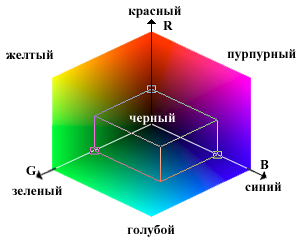 красный
R
желтый
пурпурный
черный
G
B
зеленый
синий
голубой